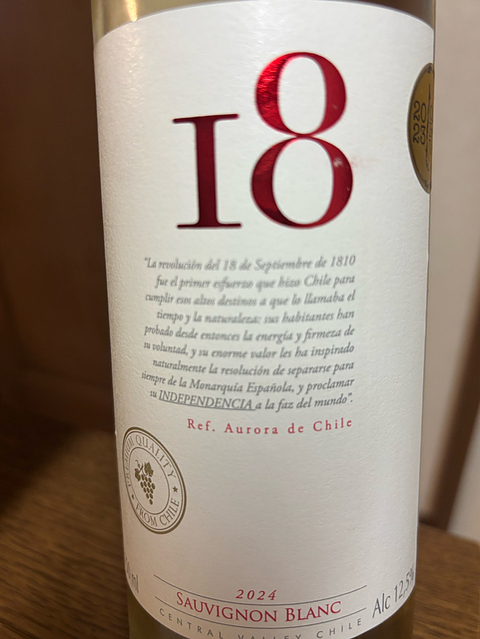 18
20
23
"La revolución del 18 de Septiembre de 1810
fue el primer esfuerzo que hizo Chile para
cumplir esos altos destinos a que lo llamaba el
tiempo y la naturaleza: sus habitantes han
probado desde entonces la energía y firmeza de
su voluntad, y su enorme valor les ha inspirado
naturalmente la resolución de separarse para
siempre de la Monarquía Española, y proclamar
su INDEPENDENCIA a la faz del mundo".
Ref. Aurora de Chile
QUALITY
FROM CHILE
ml
2024
SAUVIGNON BLANC
Alc 12,5%
CENTRAL VALLEY CHILE